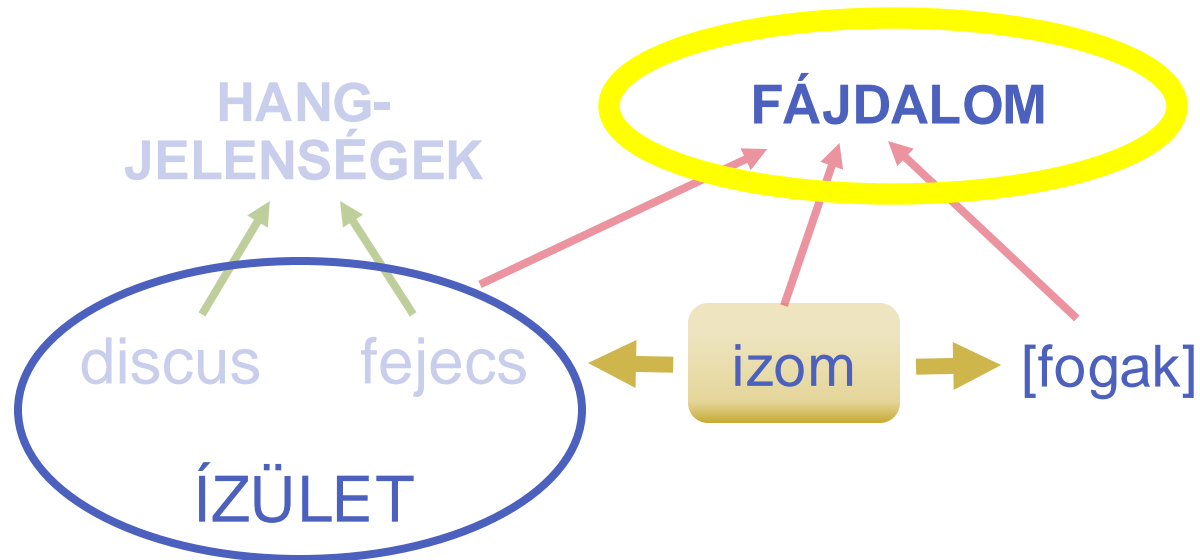 HANG-
JELENSÉGEK
FÁJDALOM
discus
fejecs
izom
[fogak]
ÍZÜLET